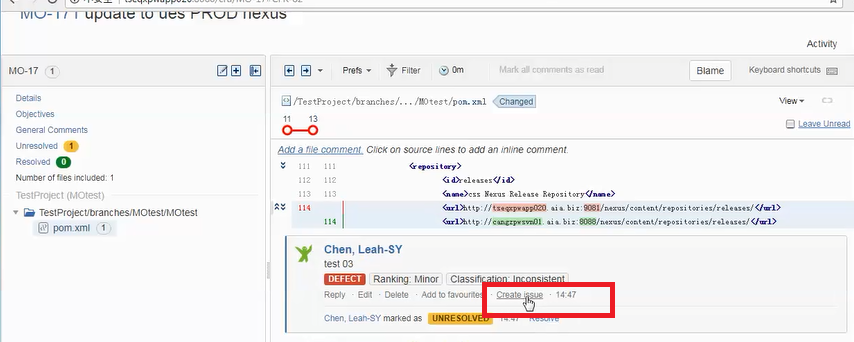 MO-171 update to ues PROD nexus
Activity
MO-17 1
Details
Objectives
General Comments
Unresolved 1
Resolved 0
Number of files included: 1
TestProject (MOtest)
TestProject/branches/MOtest/MOtest
pom.xml 1
Prefs Filter 0m Mark all comments as read Blame Keyboard shortcuts
/TestProject/branches/.../MOtest/pom.xml Changed View
11 13
Leave Unread
Add a file comment. Click on source lines to add an inline comment.
111 111 <repository>
112 112 <id>releases</id>
113 113 <name>css Nexus Release Repository</name>
114 <url>http://tseqxpwapp020.aia.biz:9081/nexus/content/repositories/releases/</url>
114 <url>http://cangzpwsvn01.aia.biz:8088/nexus/content/repositories/releases/</url>
Chen, Leah-SY
test 03
DEFECT Ranking: Minor Classification: Inconsistent
Reply · Edit · Delete · Add to favourites · Create issue · 14:47
Chen, Leah-SY marked as UNRESOLVED 14:47 Resolve